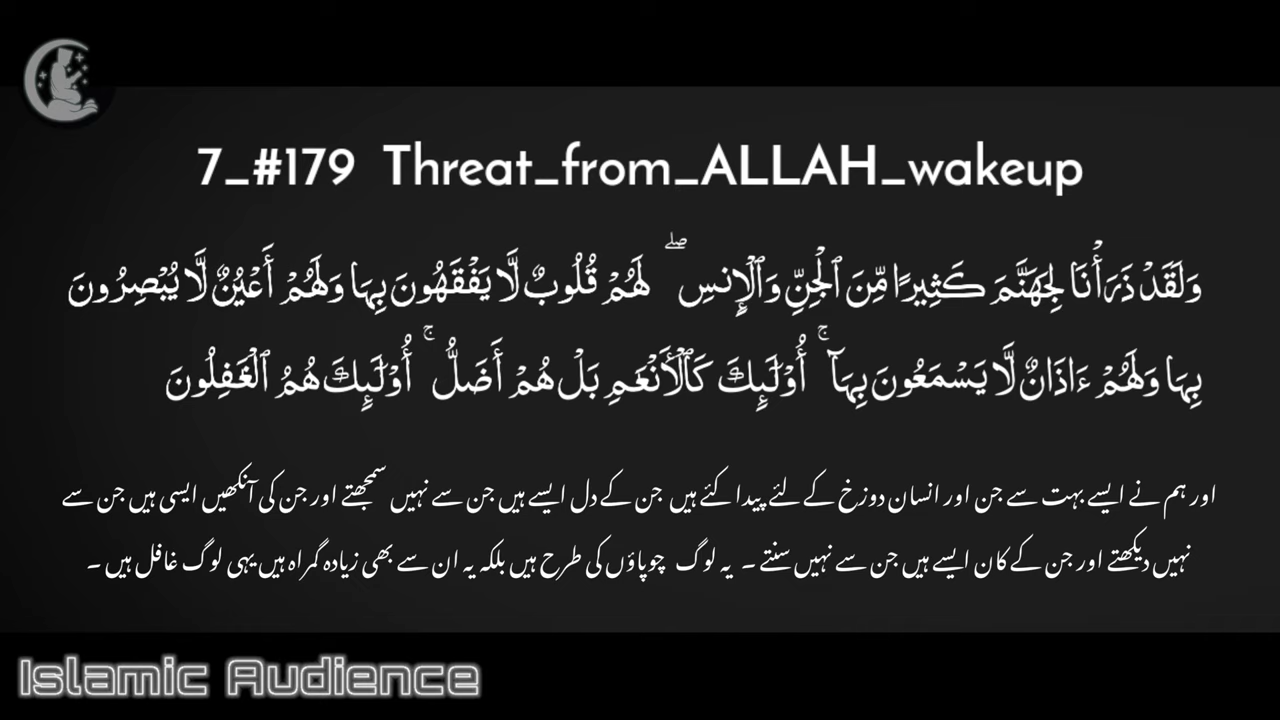 7_#179 Threat_from_ALLAH_wakeup
وَلَقَدْ ذَرَأْنَا لِجَهَنَّمَ كَثِيرًا مِّنَ ٱلْجِنِّ وَٱلْإِنسِ ۖ لَهُمْ قُلُوبٌ لَّا يَفْقَهُونَ بِهَا وَلَهُمْ أَعْيُنٌ لَّا يُبْصِرُونَ
بِهَا وَلَهُمْ ءَاذَانٌ لَّا يَسْمَعُونَ بِهَآ ۚ أُو۟لَٰٓئِكَ كَٱلْأَنْعَٰمِ بَلْ هُمْ أَضَلُّ ۚ أُو۟لَٰٓئِكَ هُمُ ٱلْغَٰفِلُونَ
اور ہم نے ایسے بہت سے جن اور انسان دوزخ کے لئے پیدا کئے ہیں جن کے دل ایسے ہیں جن سے نہیں سمجھتے اور جن کی آنکھیں ایسی ہیں جن سے
نہیں دیکھتے اور جن کے کان ایسے ہیں جن سے نہیں سنتے ۔ یہ لوگ چوپاؤں کی طرح ہیں بلکہ یہ ان سے بھی زیادہ گمراہ ہیں یہی لوگ غافل ہیں ۔
Islamic Audience